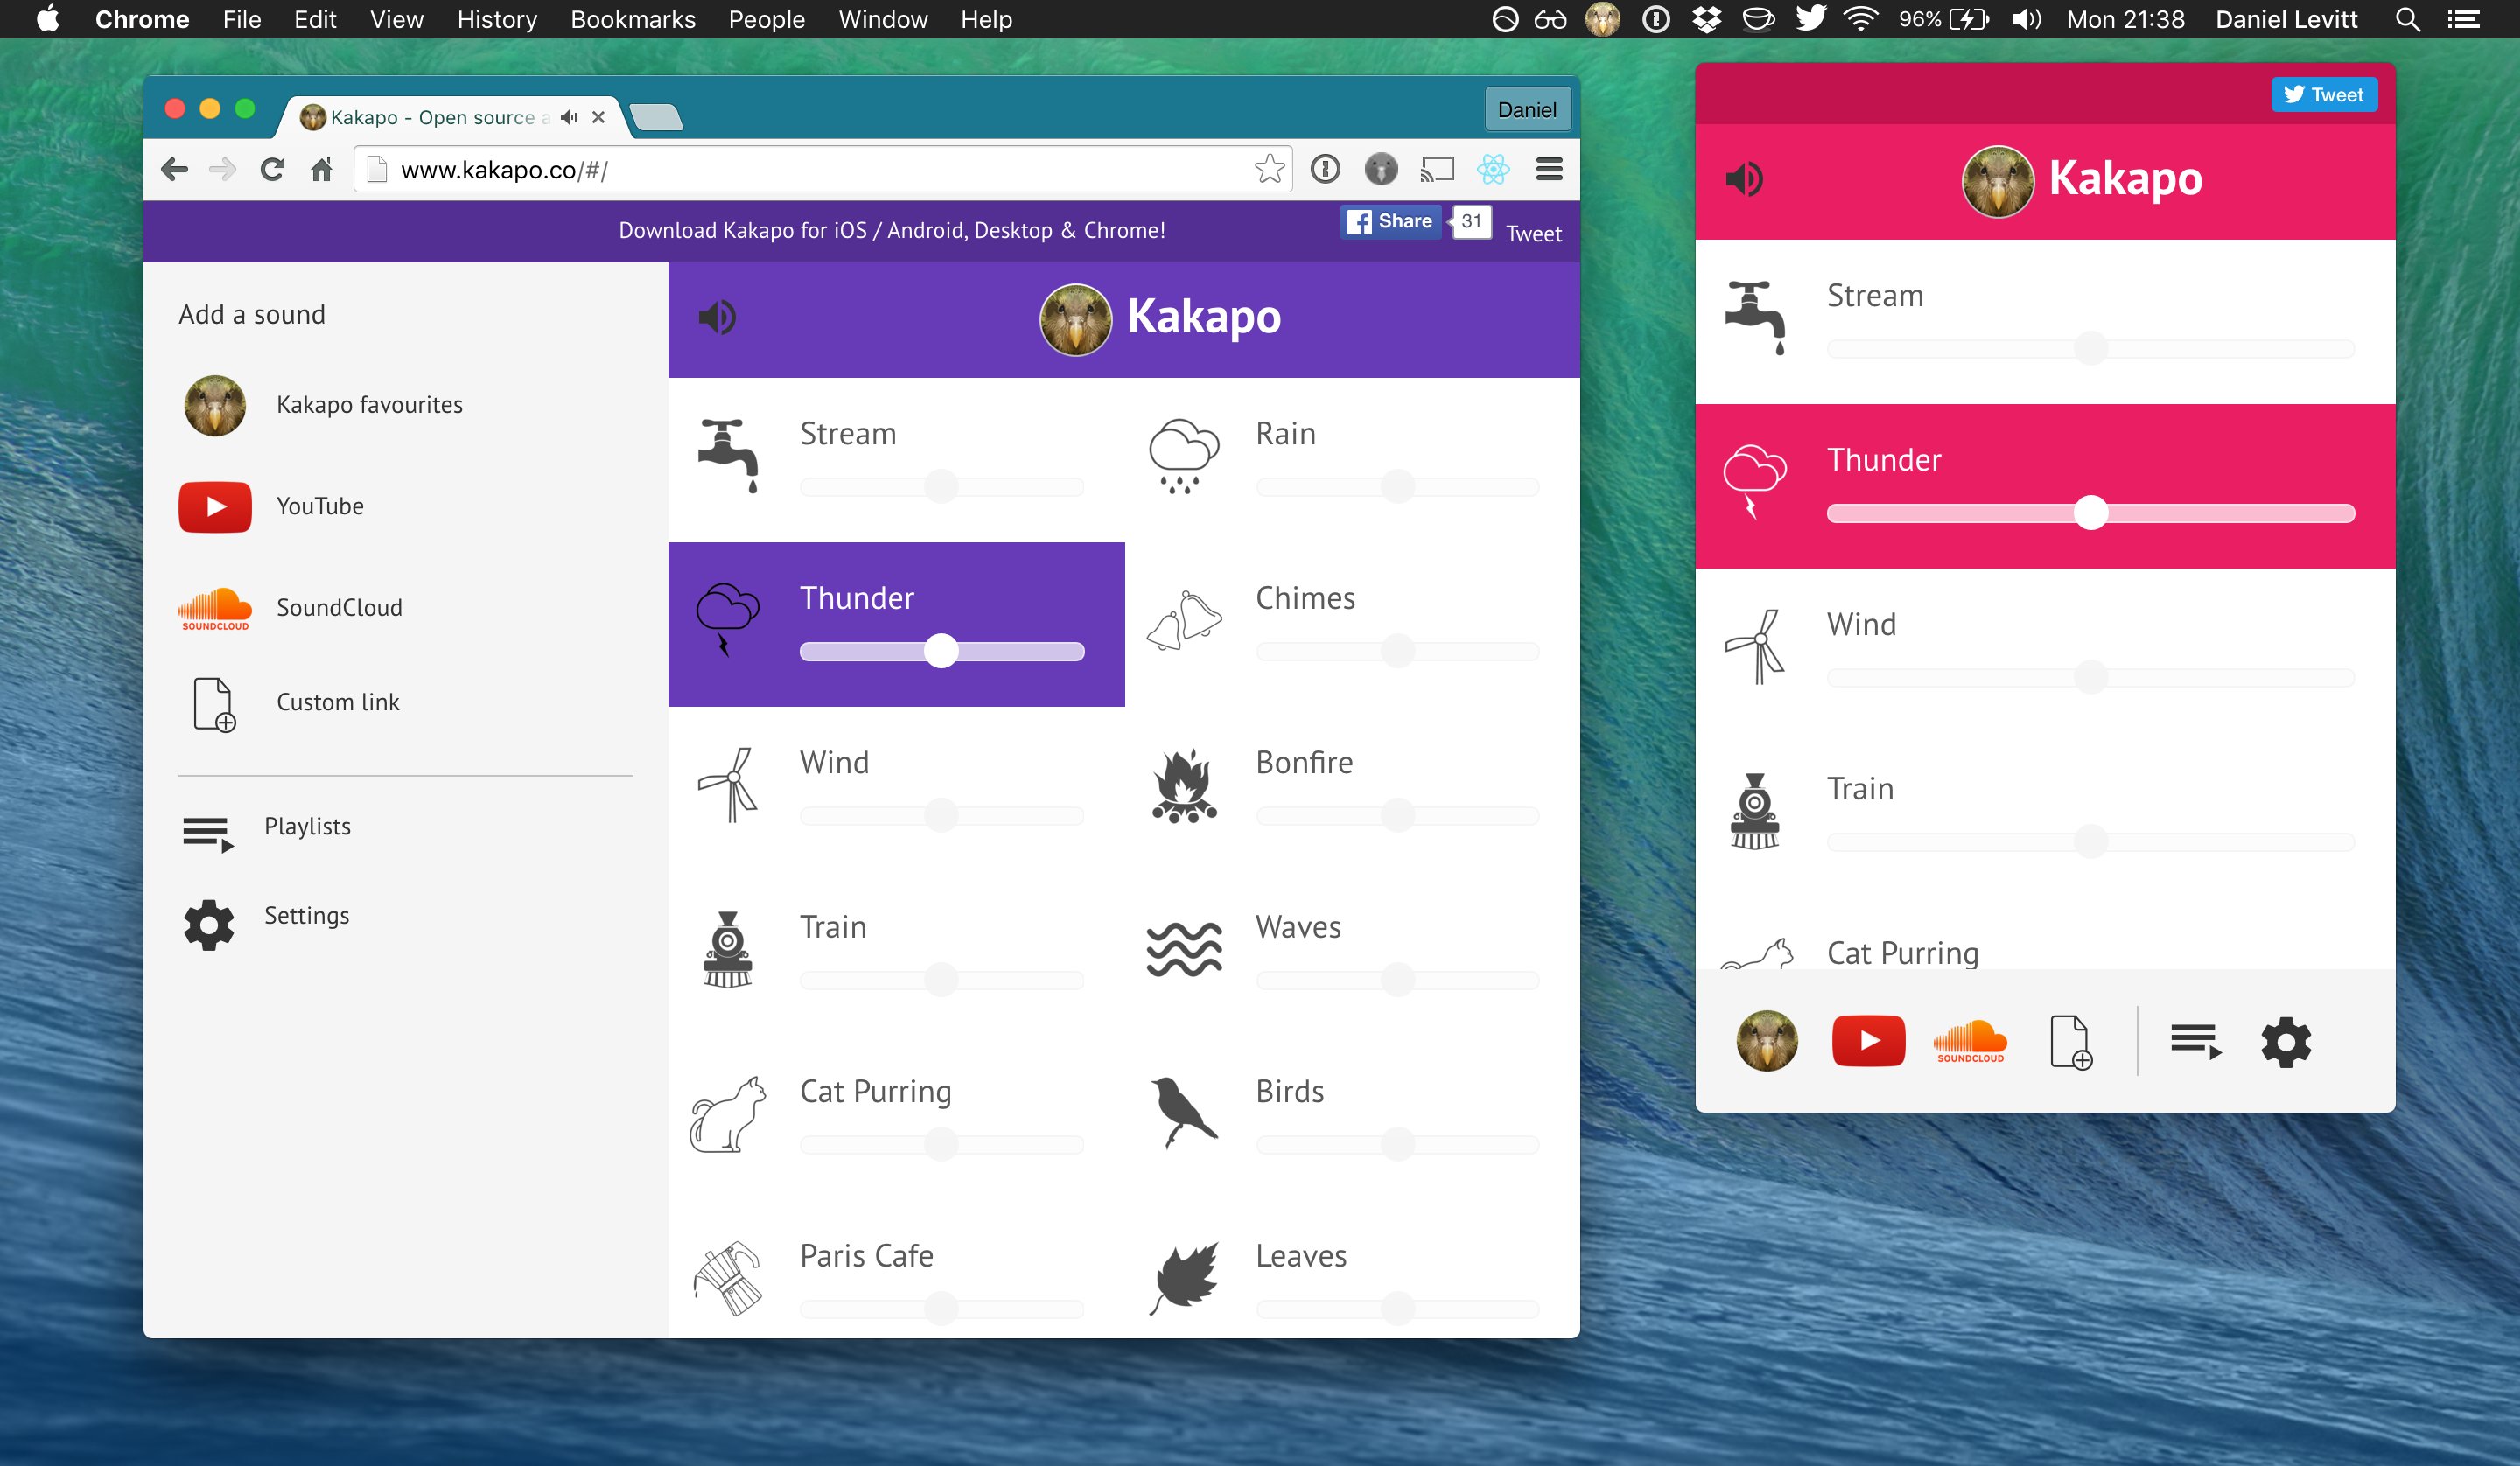 Chrome File Edit View History Bookmarks People Window Help 96% Mon 21:38 Daniel Levitt
Kakapo - Open source a
Daniel
www.kakapo.co/#/
Download Kakapo for iOS / Android, Desktop & Chrome!
Share 31 Tweet
Add a sound
Kakapo favourites
YouTube
SOUNDCLOUD
SoundCloud
Custom link
Playlists
Settings
Kakapo
Stream
Rain
Thunder
Chimes
Wind
Bonfire
Train
Waves
Cat Purring
Birds
Paris Cafe
Leaves
Tweet
Kakapo
Stream
Thunder
Wind
Train
Cat Purring
SOUNDCLOUD